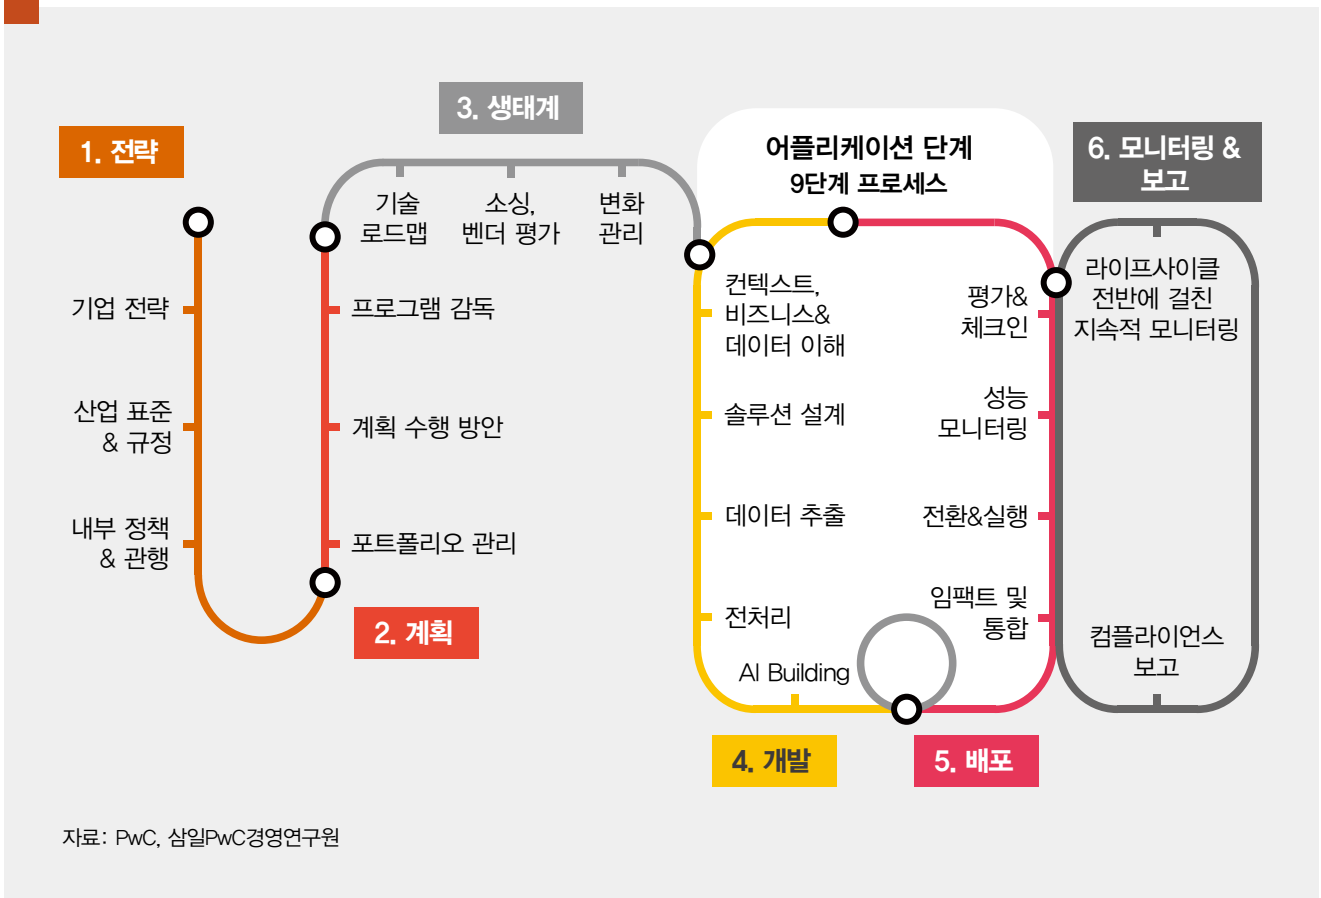 1. 전략
기업 전략
산업 표준
& 규정
내부 정책
& 관행
2. 계획
프로그램 감독
계획 수행 방안
포트폴리오 관리
3. 생태계
기술
로드맵
소싱,
벤더 평가
변화
관리
어플리케이션 단계
9단계 프로세스
컨텍스트,
비즈니스&
데이터 이해
솔루션 설계
데이터 추출
전처리
AI Building
4. 개발
평가&
체크인
성능
모니터링
전환&실행
임팩트 및
통합
5. 배포
6. 모니터링 &
보고
라이프사이클
전반에 걸친
지속적 모니터링
컴플라이언스
보고
자료: PwC, 삼일PwC경영연구원